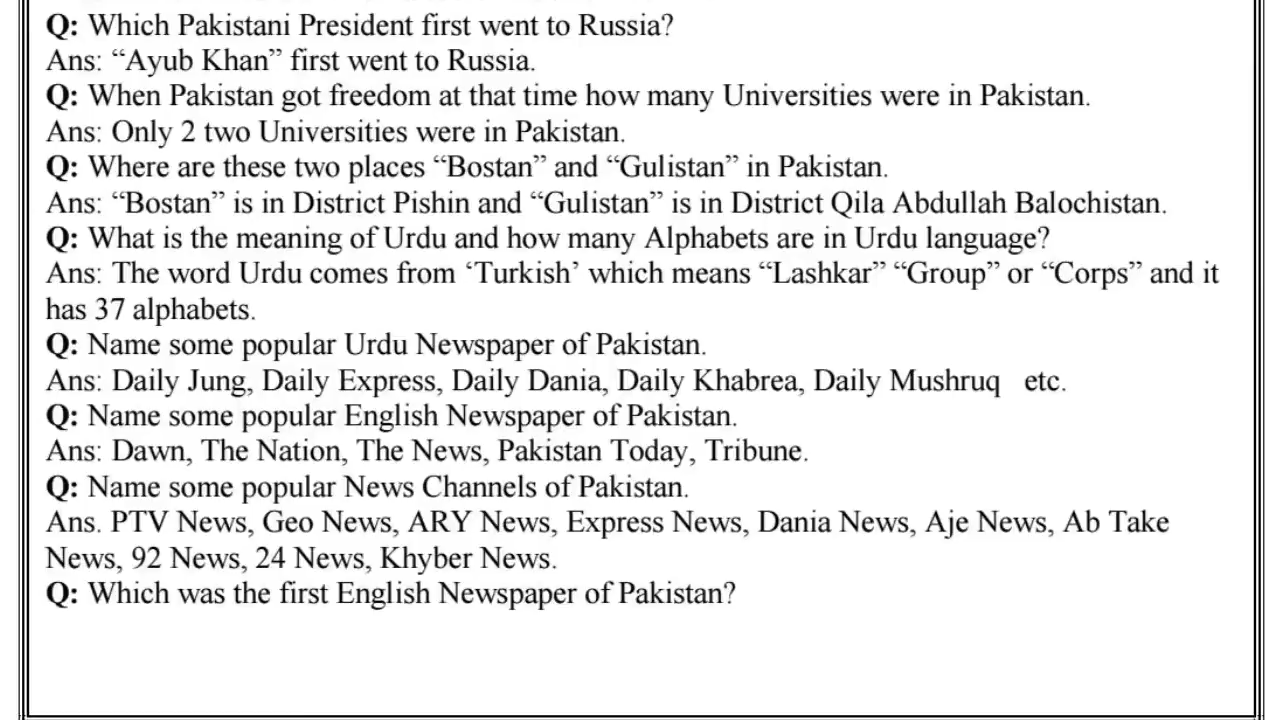 Q: Which Pakistani President first went to Russia?
Ans: “Ayub Khan” first went to Russia.
Q: When Pakistan got freedom at that time how many Universities were in Pakistan.
Ans: Only 2 two Universities were in Pakistan.
Q: Where are these two places “Bostan” and “Gulistan” in Pakistan.
Ans: “Bostan” is in District Pishin and “Gulistan” is in District Qila Abdullah Balochistan.
Q: What is the meaning of Urdu and how many Alphabets are in Urdu language?
Ans: The word Urdu comes from ‘Turkish’ which means “Lashkar” “Group” or “Corps” and it
has 37 alphabets.
Q: Name some popular Urdu Newspaper of Pakistan.
Ans: Daily Jung, Daily Express, Daily Dania, Daily Khabrea, Daily Mushruq etc.
Q: Name some popular English Newspaper of Pakistan.
Ans: Dawn, The Nation, The News, Pakistan Today, Tribune.
Q: Name some popular News Channels of Pakistan.
Ans. PTV News, Geo News, ARY News, Express News, Dania News, Aje News, Ab Take
News, 92 News, 24 News, Khyber News.
Q: Which was the first English Newspaper of Pakistan?